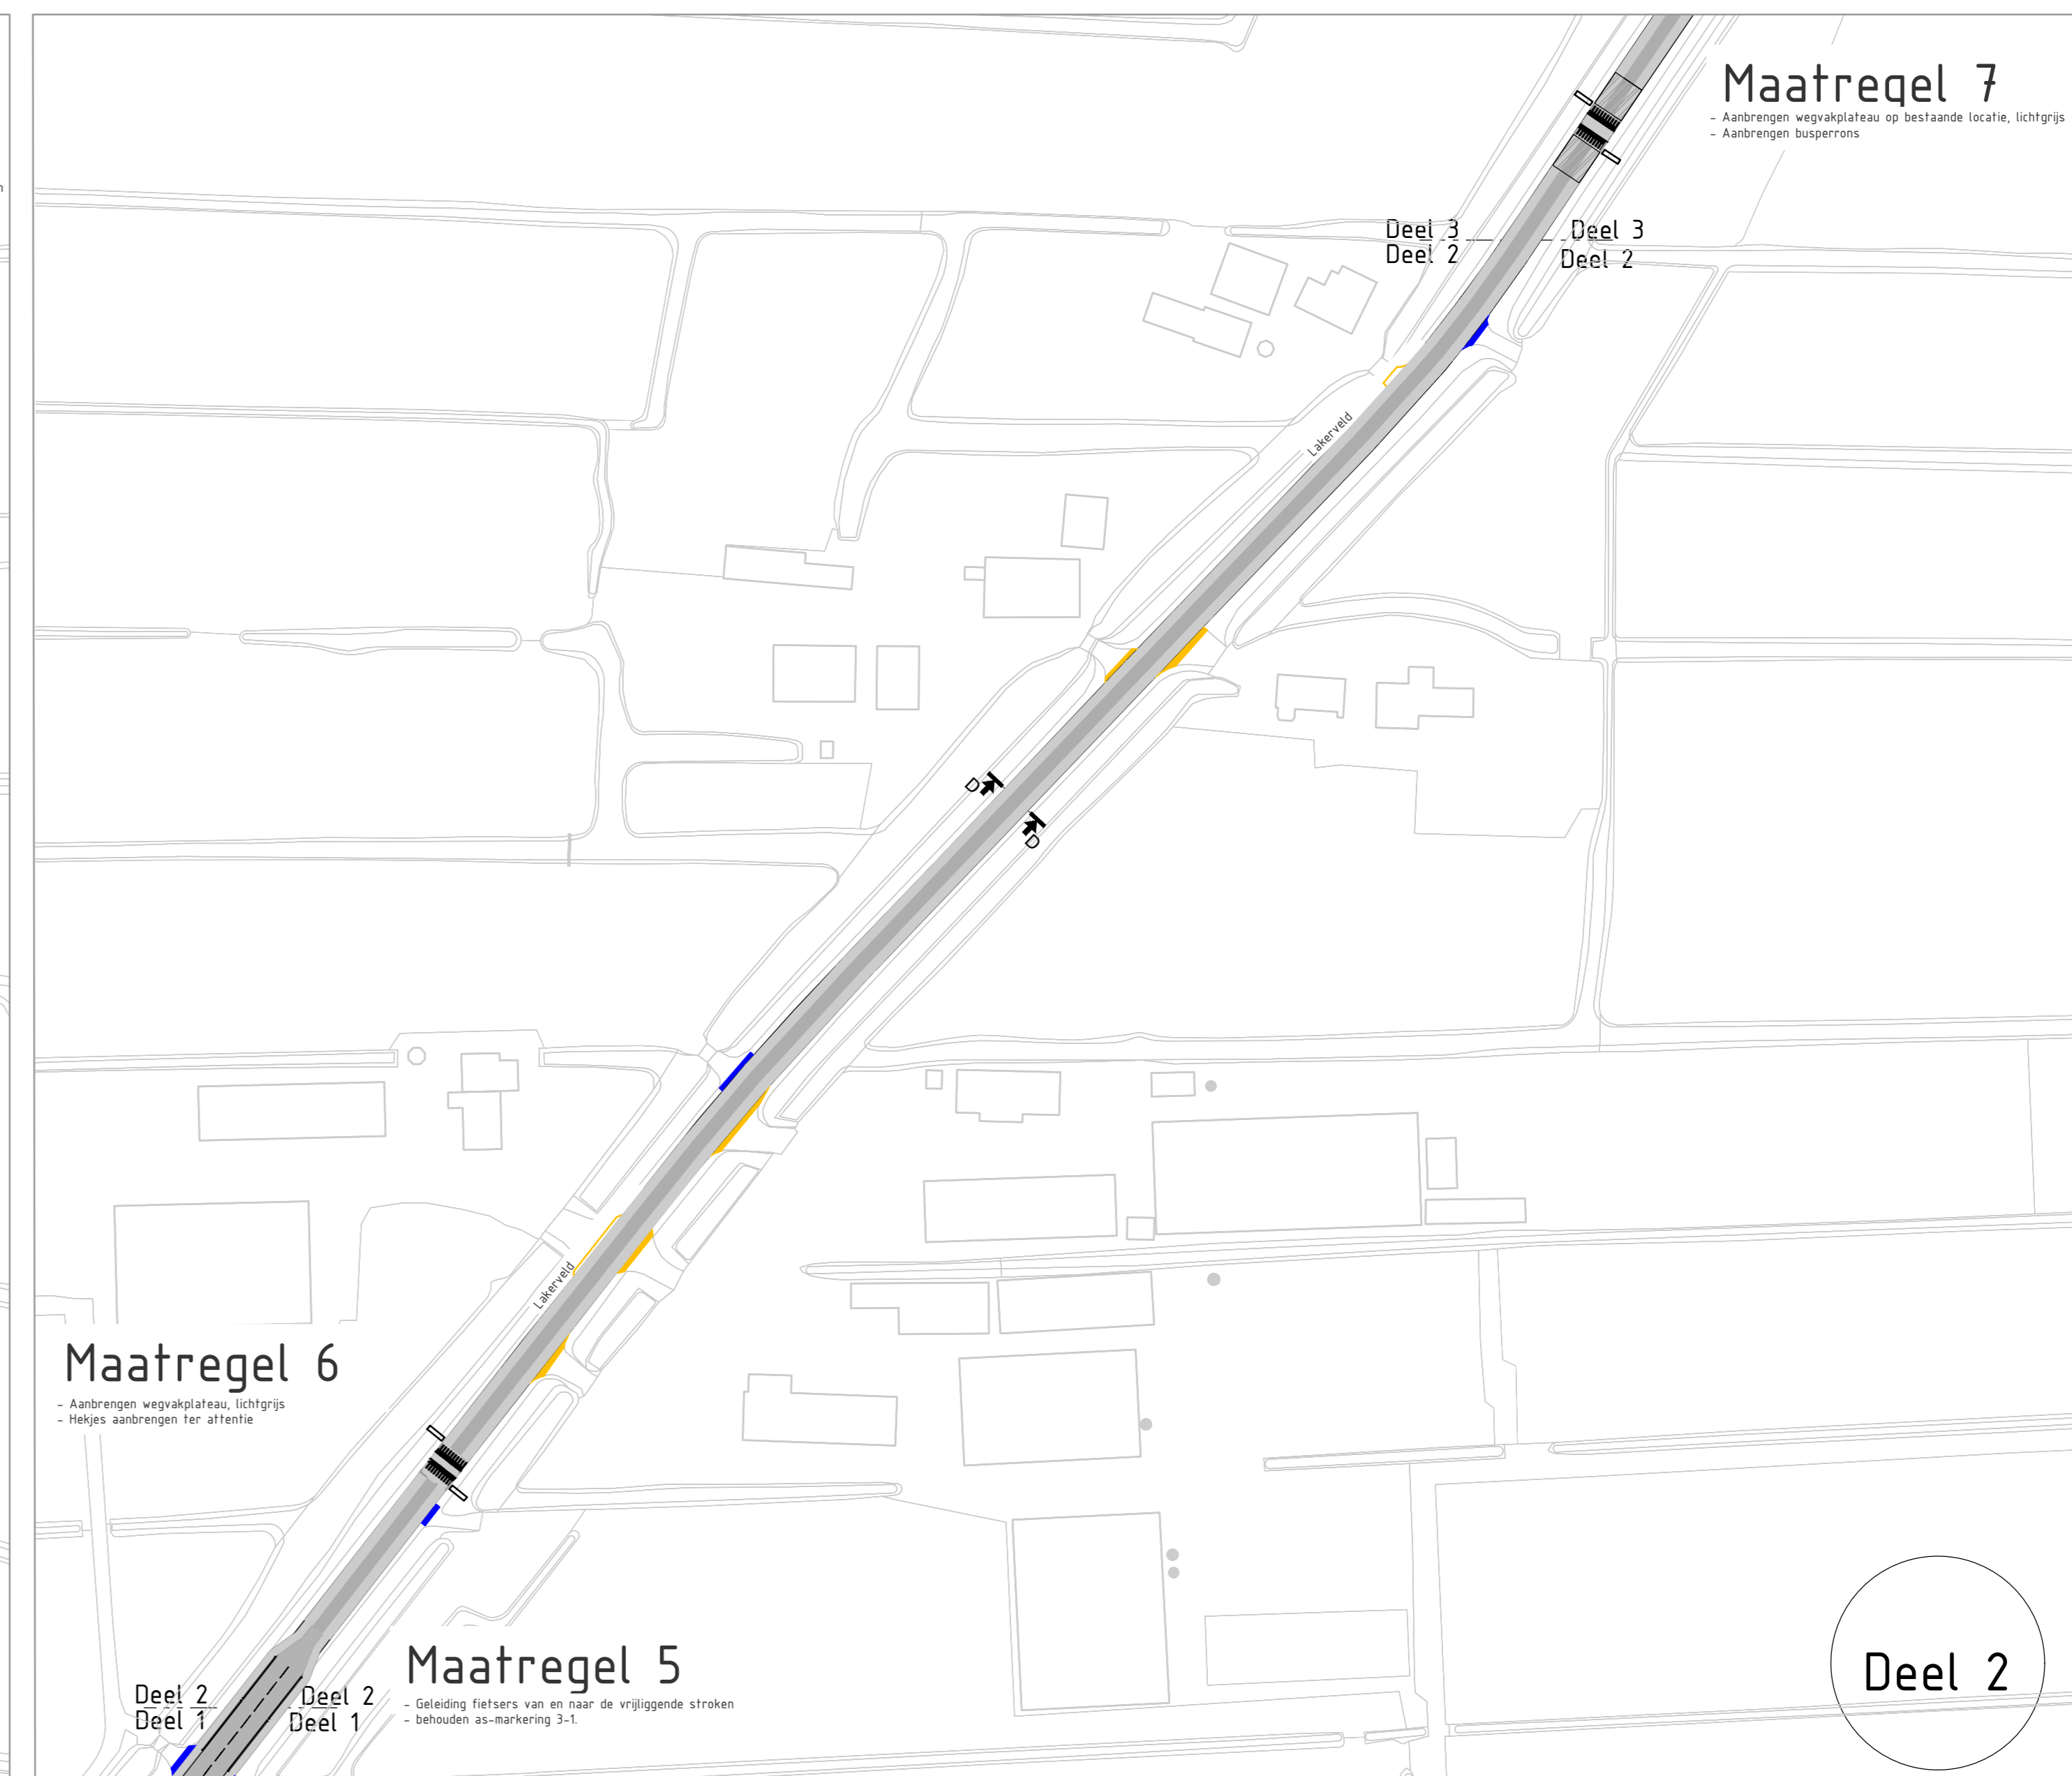 Maatregel 7
- Aanbrengen wegvakplateau op bestaande locatie, lichtgrijs
- Aanbrengen busperrons
Deel 3
Deel 2
Deel 3
Deel 2
Lakerveld
D
D
Lakerveld
Maatregel 6
- Aanbrengen wegvakplateau, lichtgrijs
- Hekjes aanbrengen ter attentie
Maatregel 5
- Geleiding fietsers van en naar de vrijliggende stroken
- behouden as-markering 3-1.
Deel 2
Deel 1
Deel 2
Deel 1
Deel 2